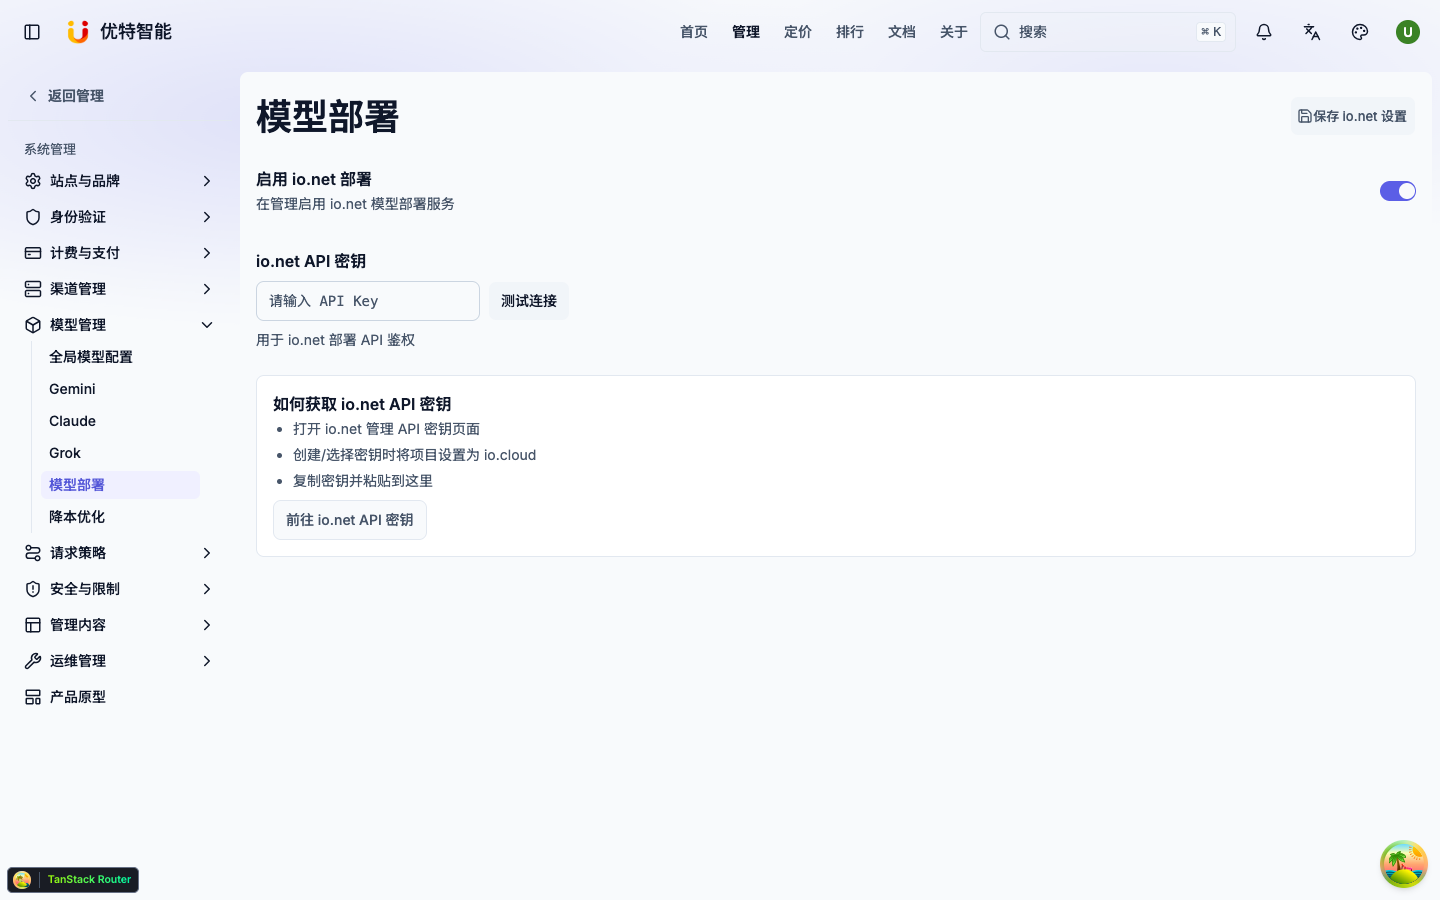 优特智能
首页
管理
定价
排行
文档
关于
搜索
⌘ K
U
返回管理
系统管理
站点与品牌
身份验证
计费与支付
渠道管理
模型管理
全局模型配置
Gemini
Claude
Grok
模型部署
降本优化
请求策略
安全与限制
管理内容
运维管理
产品原型
模型部署
保存 io.net 设置
启用 io.net 部署
在管理启用 io.net 模型部署服务
io.net API 密钥
请输入 API Key
测试连接
用于 io.net 部署 API 鉴权
如何获取 io.net API 密钥
打开 io.net 管理 API 密钥页面
创建/选择密钥时将项目设置为 io.cloud
复制密钥并粘贴到这里
前往 io.net API 密钥
TanStack Router